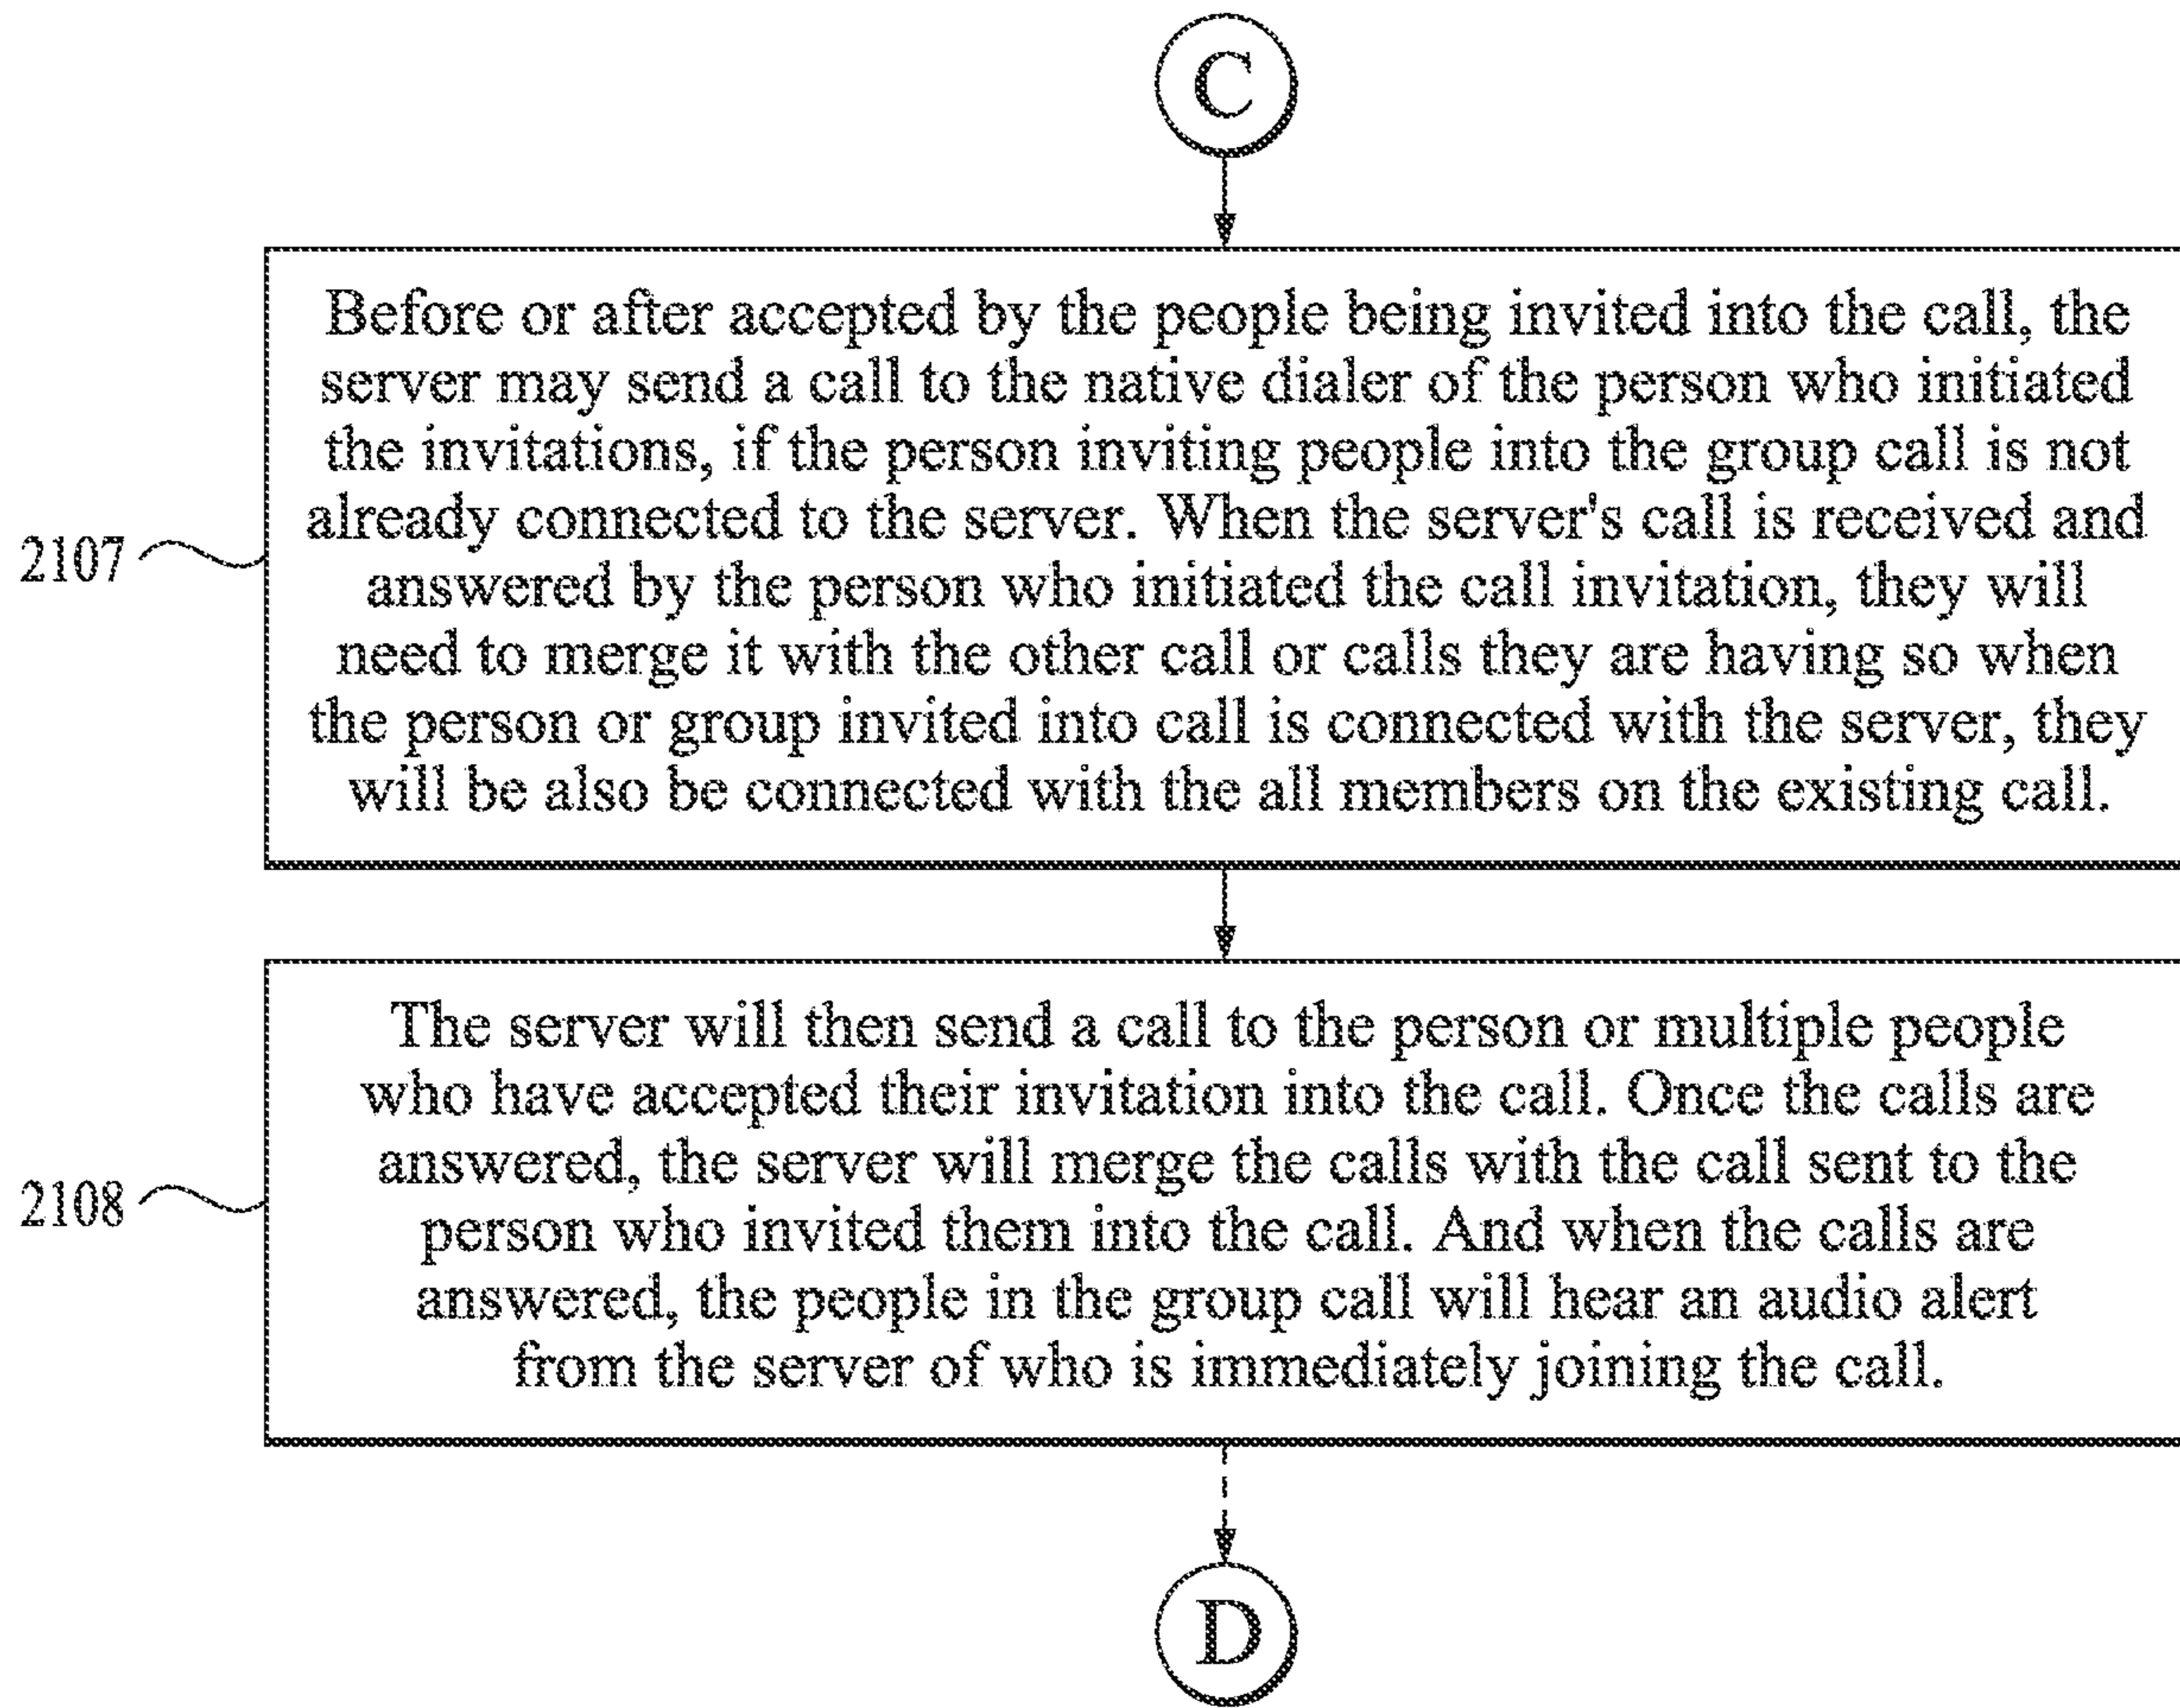 C
Before or after accepted by the people being invited into the call, the
server may send a call to the native dialer of the person who initiated
the invitations, if the person inviting people into the group call is not
already connected to the server. When the server's call is received and
answered by the person who initiated the call invitation, they will
need to merge it with the other call or calls they are having so when
the person or group invited into call is connected with the server, they
will be also be connected with the all members on the existing call.
2107
The server will then send a call to the person or multiple people
who have accepted their invitation into the call. Once the calls are
answered, the server will merge the calls with the call sent to the
person who invited them into the call. And when the calls are
answered, the people in the group call will hear an audio alert
from the server of who is immediately joining the call.
2108
D